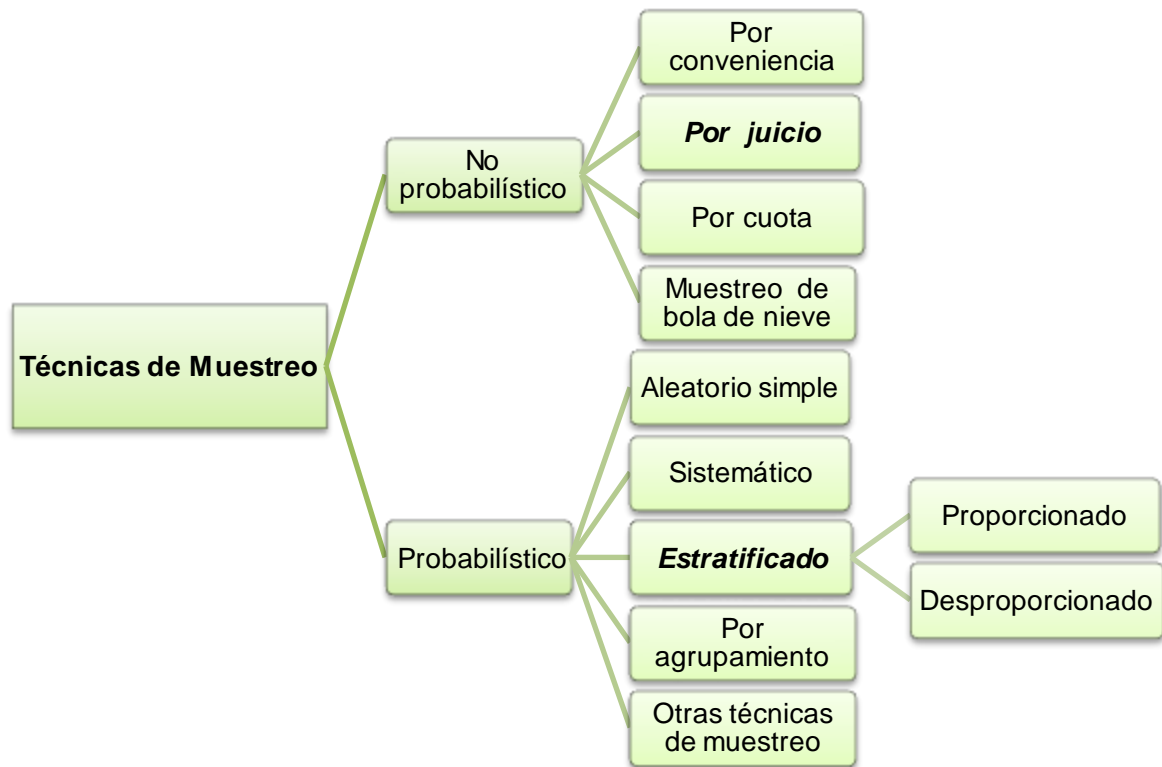 Por
conveniencia
Por juicio
No
probabilístico
Por cuota
Muestreo de
bola de nieve
Técnicas de Muestreo
Aleatorio simple
Sistemático
Proporcionado
Probabilístico
Estratificado
Desproporcionado
Por
agrupamiento
Otras técnicas
de muestreo